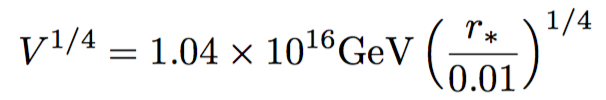 V^{1/4} = 1.04 × 10^{16}GeV (r_*/0.01)^{1/4}